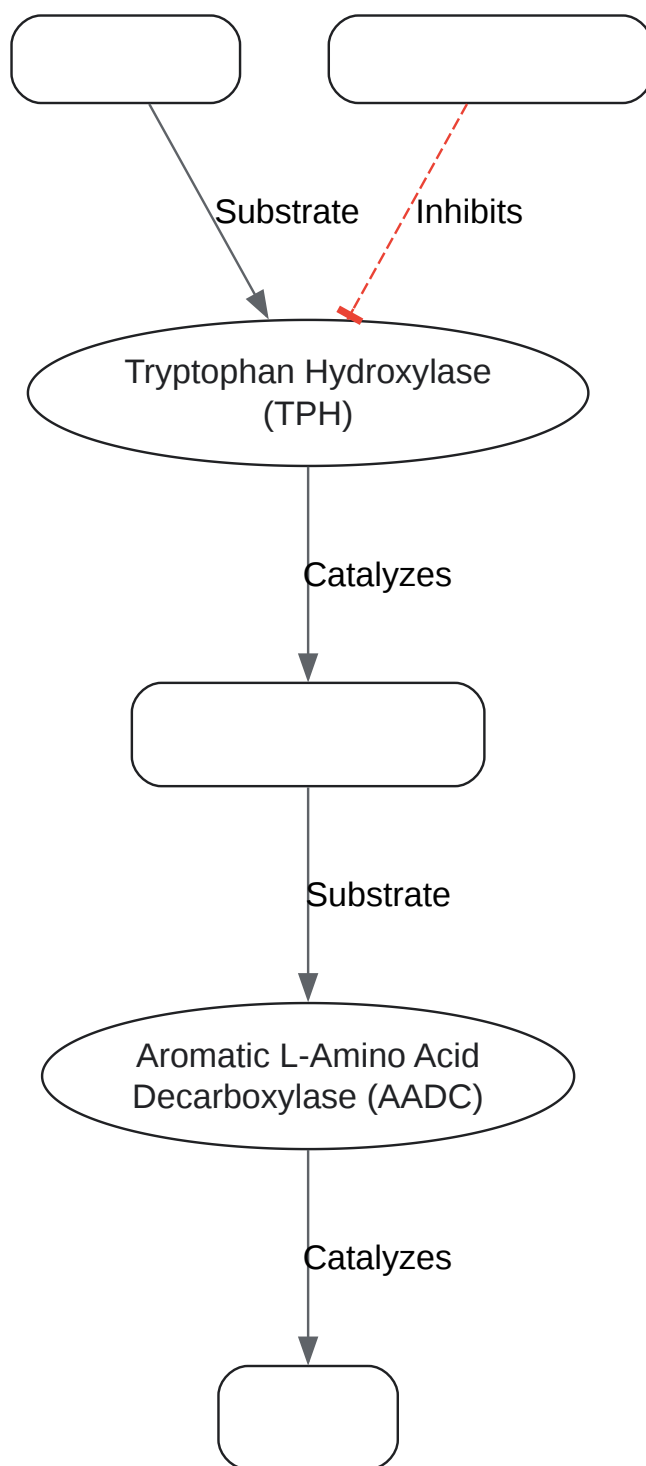 Substrate
Inhibits
Tryptophan Hydroxylase
(TPH)
Catalyzes
Substrate
Aromatic L-Amino Acid
Decarboxylase (AADC)
Catalyzes